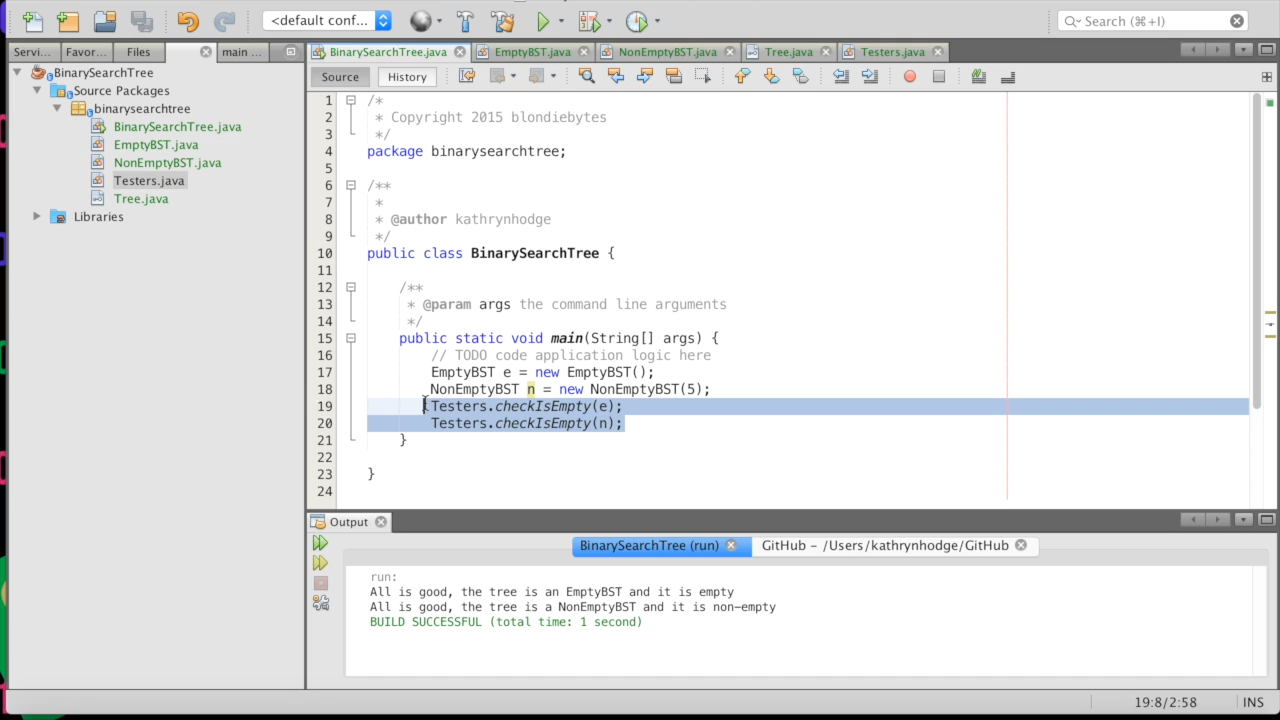 <default conf...
Search (⌘+I)
Servi...
Favor...
Files
main ...
BinarySearchTree.java
EmptyBST.java
NonEmptyBST.java
Tree.java
Testers.java
BinarySearchTree
Source Packages
binarysearchtree
BinarySearchTree.java
EmptyBST.java
NonEmptyBST.java
Testers.java
Tree.java
Libraries
Source
History
1 /*
2 * Copyright 2015 blondiebytes
3 */
4 package binarysearchtree;
5
6 /**
7 *
8 * @author kathrynhodge
9 */
10 public class BinarySearchTree {
11
12 /**
13 * @param args the command line arguments
14 */
15 public static void main(String[] args) {
16 // TODO code application logic here
17 EmptyBST e = new EmptyBST();
18 NonEmptyBST n = new NonEmptyBST(5);
19 Testers.checkIsEmpty(e);
20 Testers.checkIsEmpty(n);
21 }
22
23 }
24
Output
BinarySearchTree (run)
GitHub - /Users/kathrynhodge/GitHub
run:
All is good, the tree is an EmptyBST and it is empty
All is good, the tree is a NonEmptyBST and it is non-empty
BUILD SUCCESSFUL (total time: 1 second)
19:8/2:58
INS